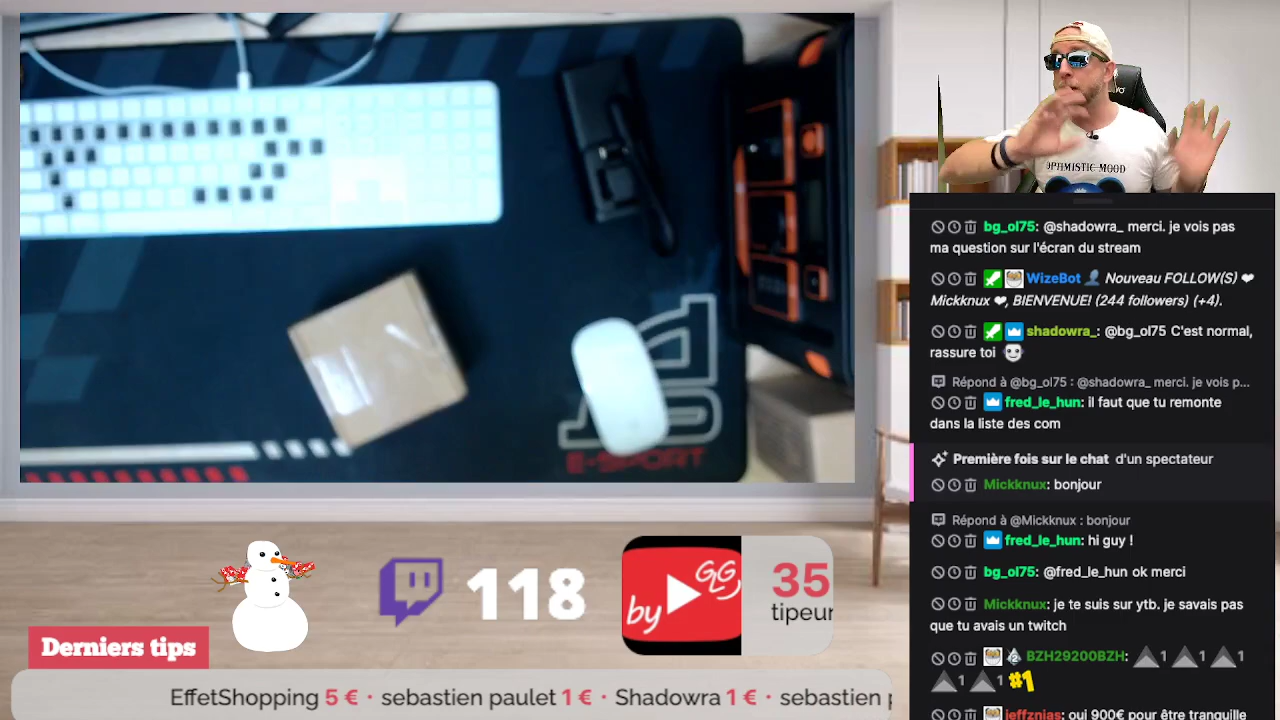 OPTIMISTIC MOOD
E-SPORT
bg_ol75: @shadowra_ merci. je vois pas
ma question sur l'écran du stream
WizeBot Nouveau FOLLOW(S) ❤
Mickknux ❤, BIENVENUE! (244 followers) (+4).
shadowra_: @bg_ol75 C'est normal,
rassure toi
Répond à @bg_ol75 : @shadowra_ merci. je vois p...
fred_le_hun: il faut que tu remonte
dans la liste des com
Première fois sur le chat d'un spectateur
Mickknux: bonjour
Répond à @Mickknux : bonjour
fred_le_hun: hi guy !
bg_ol75: @fred_le_hun ok merci
Mickknux: je te suis sur ytb. je savais pas
que tu avais un twitch
BZH29200BZH: 1 1 1
1 1 #1
jeffznias: oui 900€ pour être tranquille
118
by GLG
35
tipeur
Derniers tips
EffetShopping 5 € · sebastien paulet 1 € · Shadowra 1 € · sebastien p